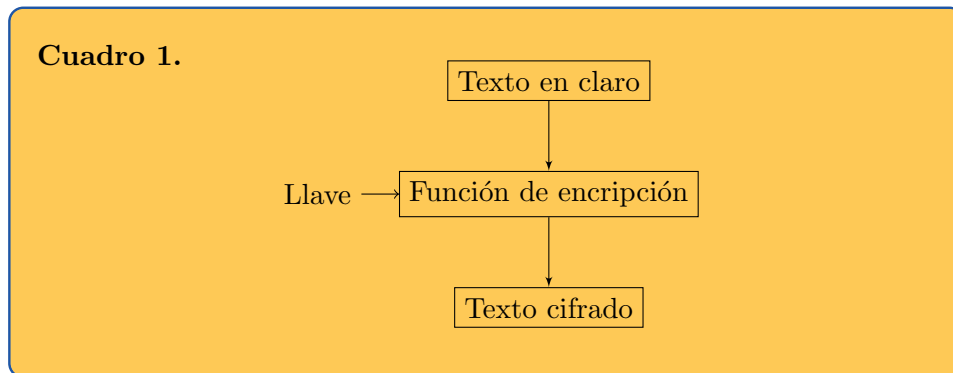 Cuadro 1.
Texto en claro
Llave
Función de encripción
Texto cifrado